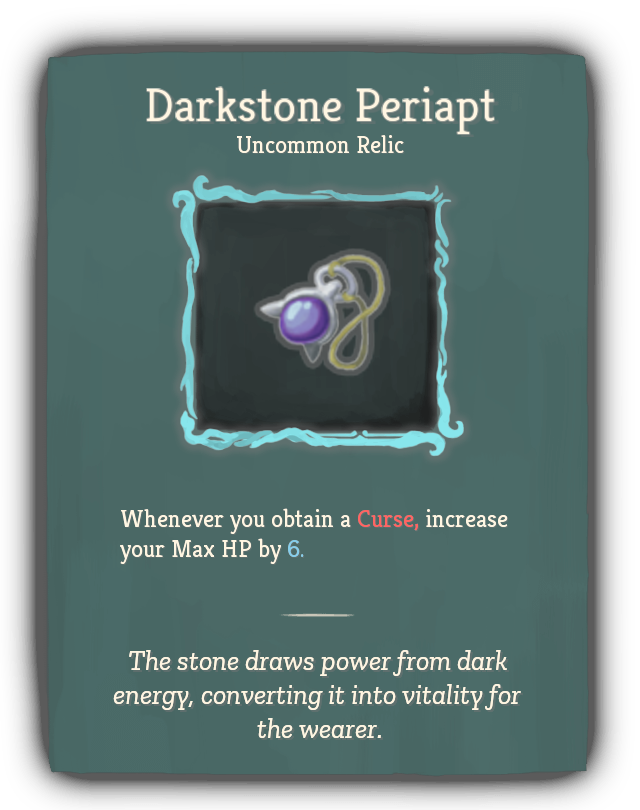 Darkstone Periapt
Uncommon Relic
Whenever you obtain a Curse, increase
your Max HP by 6.
The stone draws power from dark
energy, converting it into vitality for
the wearer.